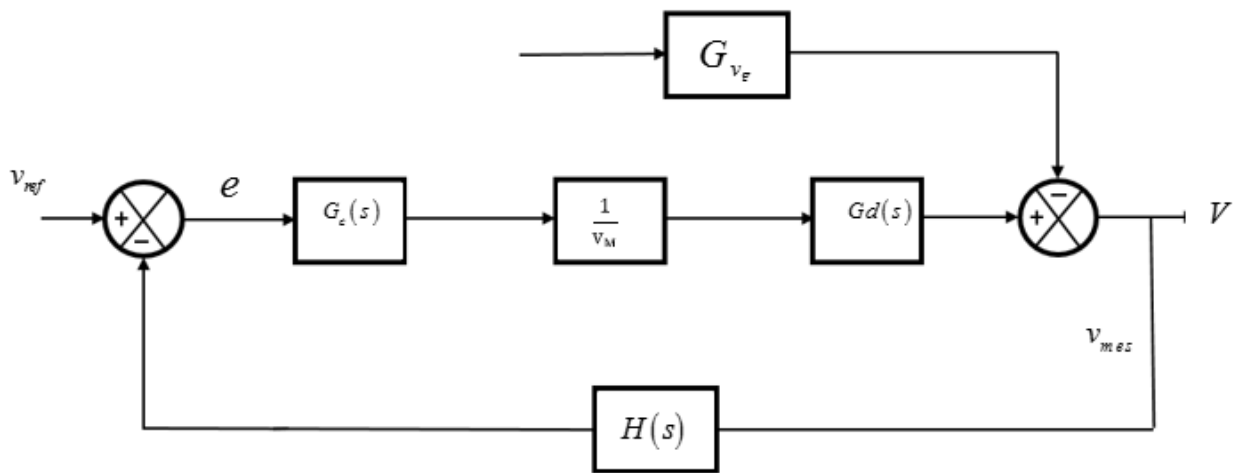 G_{v_g}
v_{ref}
+
−
e
G_c(s)
1
v_M
Gd(s)
−
+
V
v_{mes}
H(s)